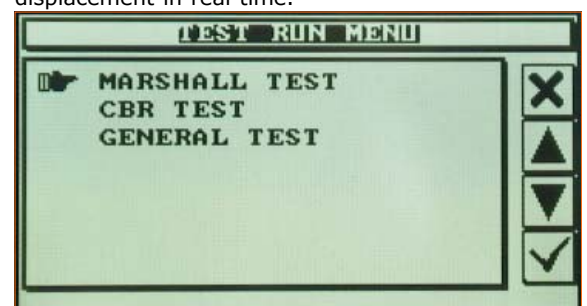 displacement in real time.
TEST RUN MENU
MARSHALL TEST
CBR TEST
GENERAL TEST